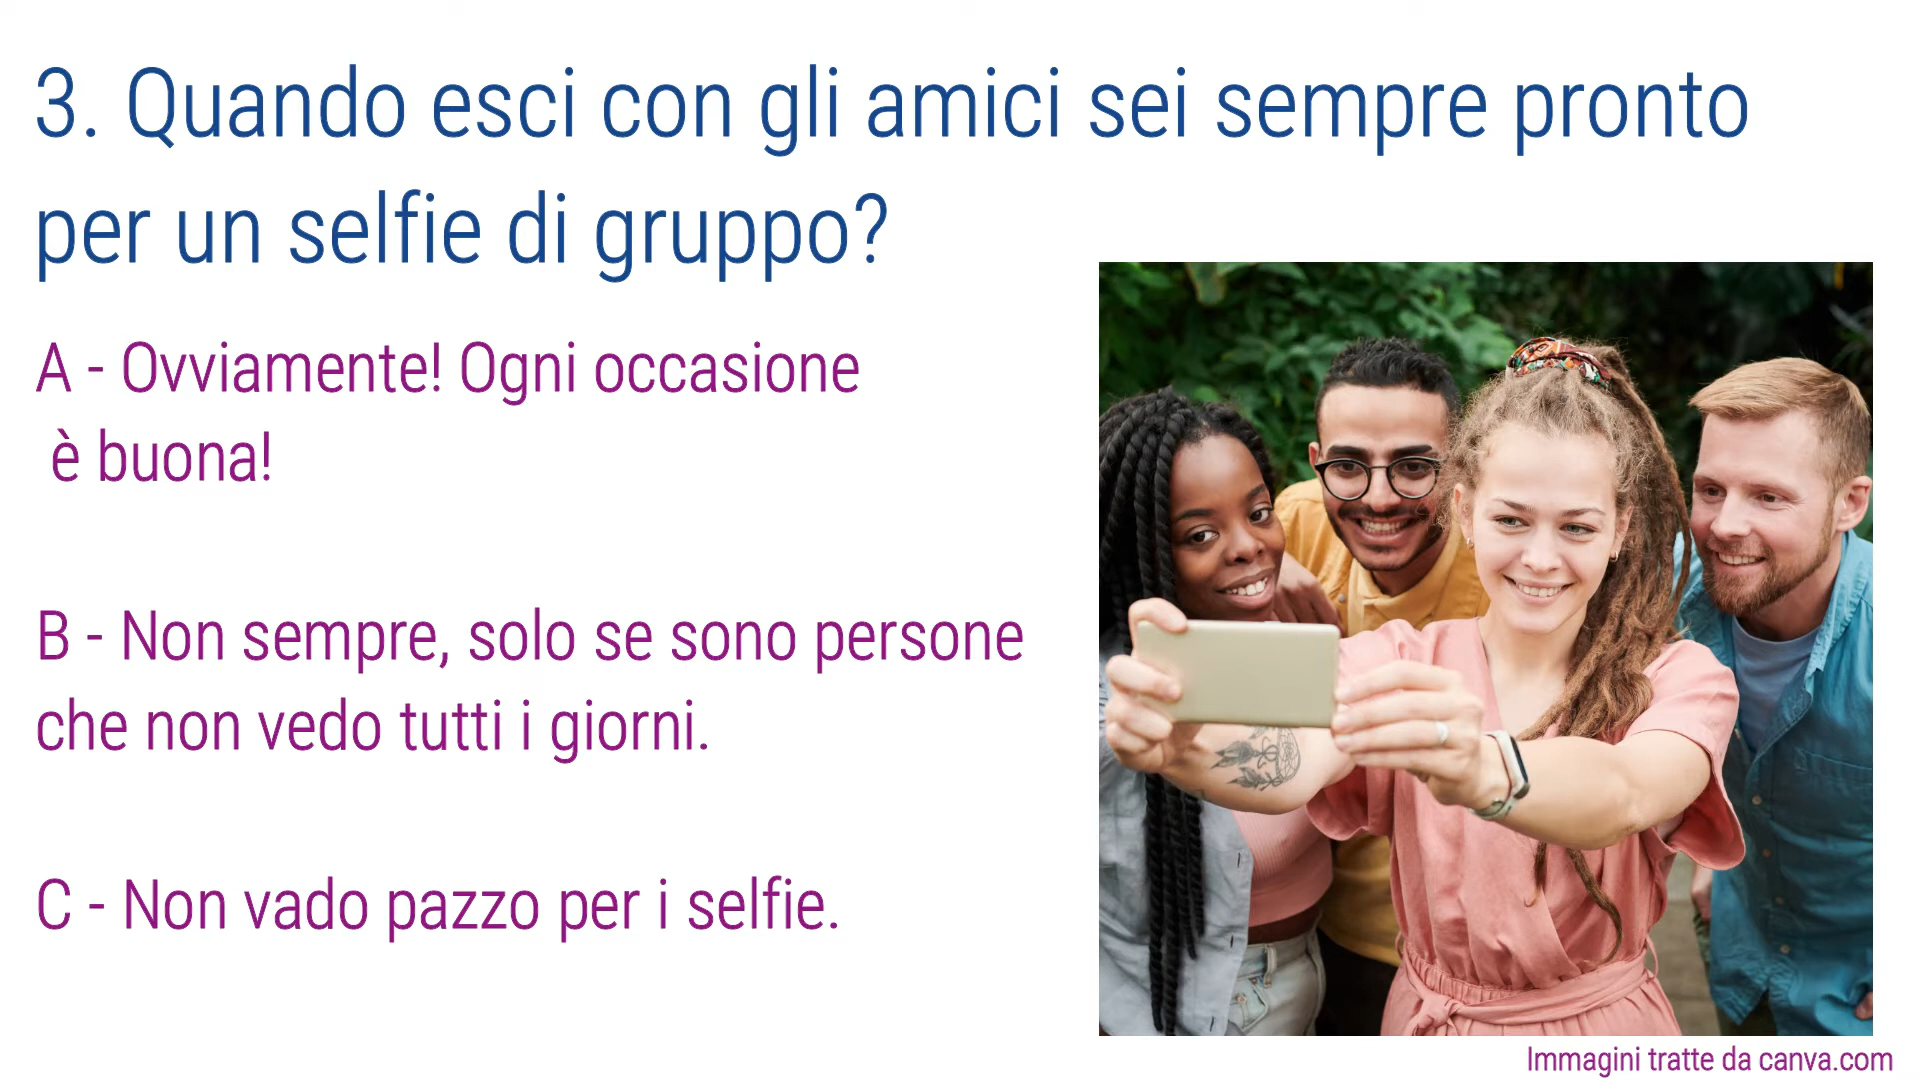 3. Quando esci con gli amici sei sempre pronto
per un selfie di gruppo?
A - Ovviamente! Ogni occasione
è buona!
B - Non sempre, solo se sono persone
che non vedo tutti i giorni.
C - Non vado pazzo per i selfie.
Immagini tratte da canva.com